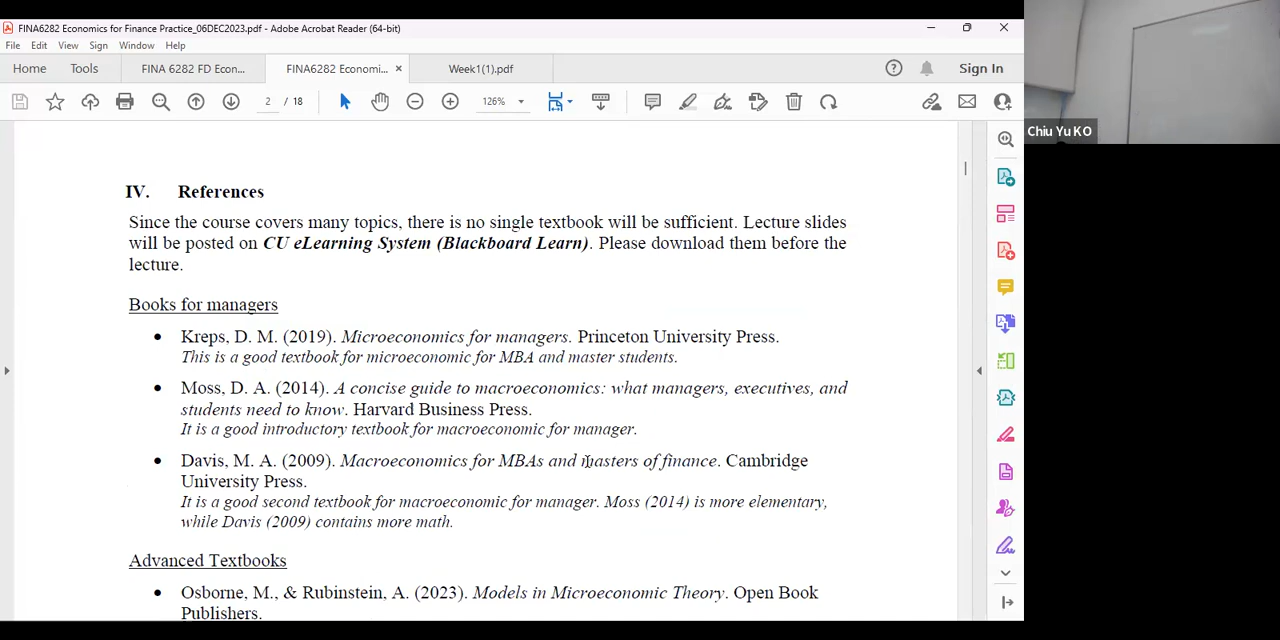 FINA6282 Economics for Finance Practice_06DEC2023.pdf - Adobe Acrobat Reader (64-bit)
File Edit View Sign Window Help
Home Tools FINA 6282 FD Econ... FINA6282 Economi... × Week1(1).pdf Sign In
2 / 18 126%
Chiu Yu KO
IV. References
Since the course covers many topics, there is no single textbook will be sufficient. Lecture slides
will be posted on CU eLearning System (Blackboard Learn). Please download them before the
lecture.
Books for managers
• Kreps, D. M. (2019). Microeconomics for managers. Princeton University Press.
This is a good textbook for microeconomic for MBA and master students.
• Moss, D. A. (2014). A concise guide to macroeconomics: what managers, executives, and
students need to know. Harvard Business Press.
It is a good introductory textbook for macroeconomic for manager.
• Davis, M. A. (2009). Macroeconomics for MBAs and masters of finance. Cambridge
University Press.
It is a good second textbook for macroeconomic for manager. Moss (2014) is more elementary,
while Davis (2009) contains more math.
Advanced Textbooks
• Osborne, M., & Rubinstein, A. (2023). Models in Microeconomic Theory. Open Book
Publishers.